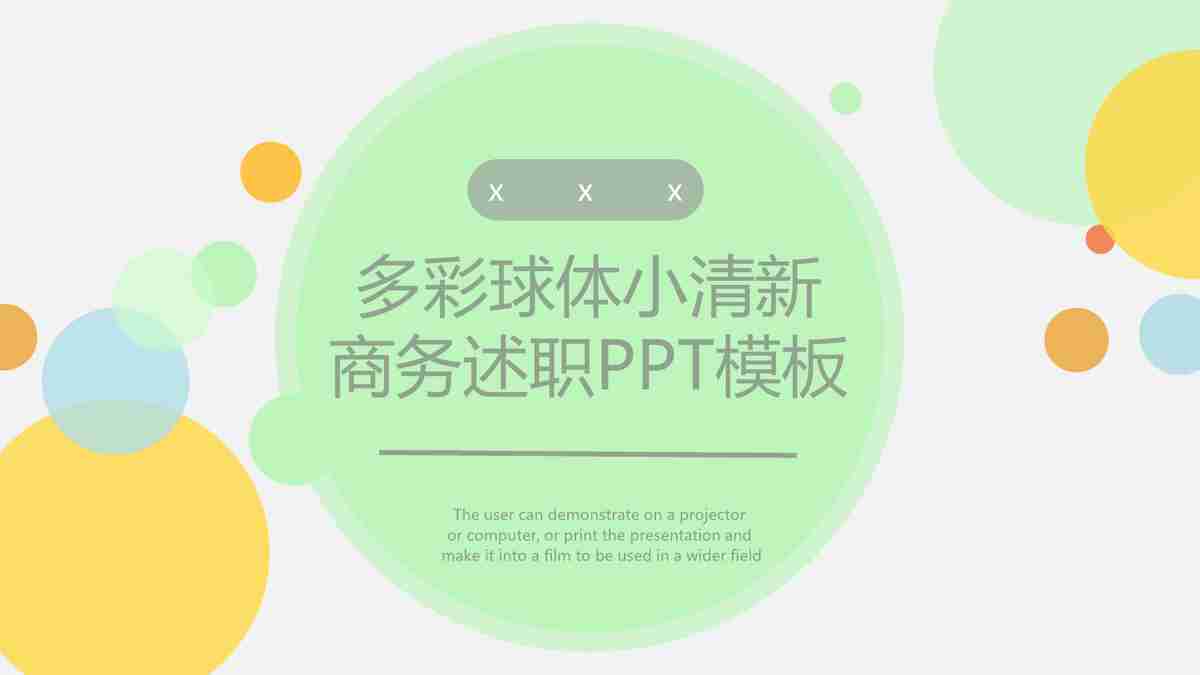 x x x
多彩球体小清新
商务述职PPT模板
The user can demonstrate on a projector
or computer, or print the presentation and
make it into a film to be used in a wider field